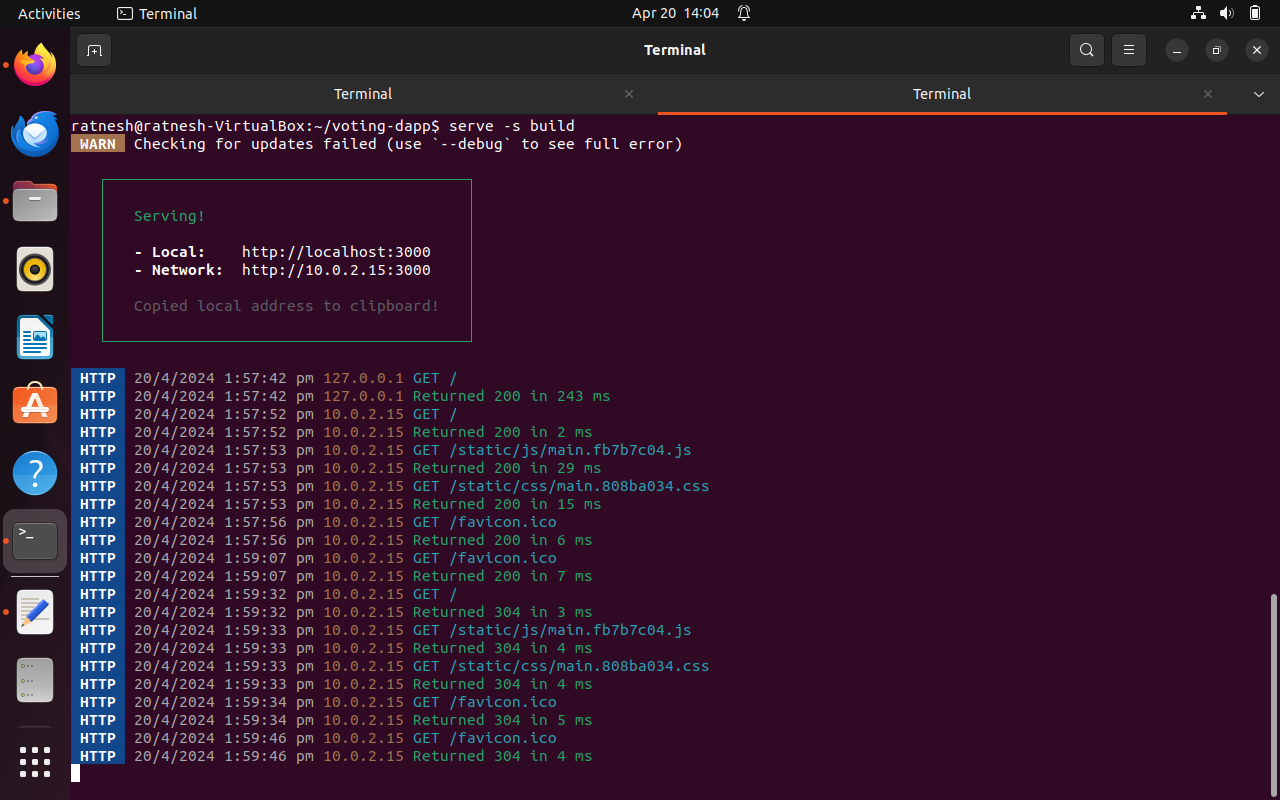 Activities
Terminal
Apr 20 14:04
Terminal
Terminal
Terminal
ratnesh@ratnesh-VirtualBox:~/voting-dapp$ serve -s build
WARN Checking for updates failed (use `--debug` to see full error)
Serving!
- Local: http://localhost:3000
- Network: http://10.0.2.15:3000
Copied local address to clipboard!
HTTP 20/4/2024 1:57:42 pm 127.0.0.1 GET /
HTTP 20/4/2024 1:57:42 pm 127.0.0.1 Returned 200 in 243 ms
HTTP 20/4/2024 1:57:52 pm 10.0.2.15 GET /
HTTP 20/4/2024 1:57:52 pm 10.0.2.15 Returned 200 in 2 ms
HTTP 20/4/2024 1:57:53 pm 10.0.2.15 GET /static/js/main.fb7b7c04.js
HTTP 20/4/2024 1:57:53 pm 10.0.2.15 Returned 200 in 29 ms
HTTP 20/4/2024 1:57:53 pm 10.0.2.15 GET /static/css/main.808ba034.css
HTTP 20/4/2024 1:57:53 pm 10.0.2.15 Returned 200 in 15 ms
HTTP 20/4/2024 1:57:56 pm 10.0.2.15 GET /favicon.ico
HTTP 20/4/2024 1:57:56 pm 10.0.2.15 Returned 200 in 6 ms
HTTP 20/4/2024 1:59:07 pm 10.0.2.15 GET /favicon.ico
HTTP 20/4/2024 1:59:07 pm 10.0.2.15 Returned 200 in 7 ms
HTTP 20/4/2024 1:59:32 pm 10.0.2.15 GET /
HTTP 20/4/2024 1:59:32 pm 10.0.2.15 Returned 304 in 3 ms
HTTP 20/4/2024 1:59:33 pm 10.0.2.15 GET /static/js/main.fb7b7c04.js
HTTP 20/4/2024 1:59:33 pm 10.0.2.15 Returned 304 in 4 ms
HTTP 20/4/2024 1:59:33 pm 10.0.2.15 GET /static/css/main.808ba034.css
HTTP 20/4/2024 1:59:33 pm 10.0.2.15 Returned 304 in 4 ms
HTTP 20/4/2024 1:59:34 pm 10.0.2.15 GET /favicon.ico
HTTP 20/4/2024 1:59:34 pm 10.0.2.15 Returned 304 in 5 ms
HTTP 20/4/2024 1:59:46 pm 10.0.2.15 GET /favicon.ico
HTTP 20/4/2024 1:59:46 pm 10.0.2.15 Returned 304 in 4 ms